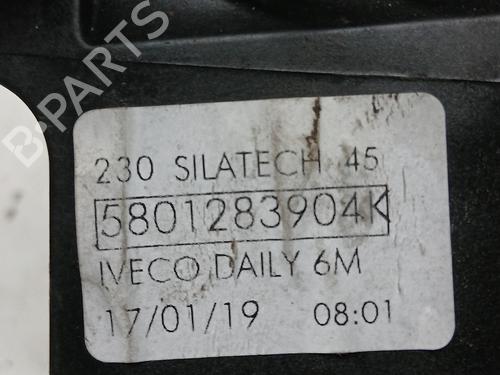 B-PARTS
230 SILATECH 45
5801283904K
IVECO DAILY 6M
17/01/19 08:01